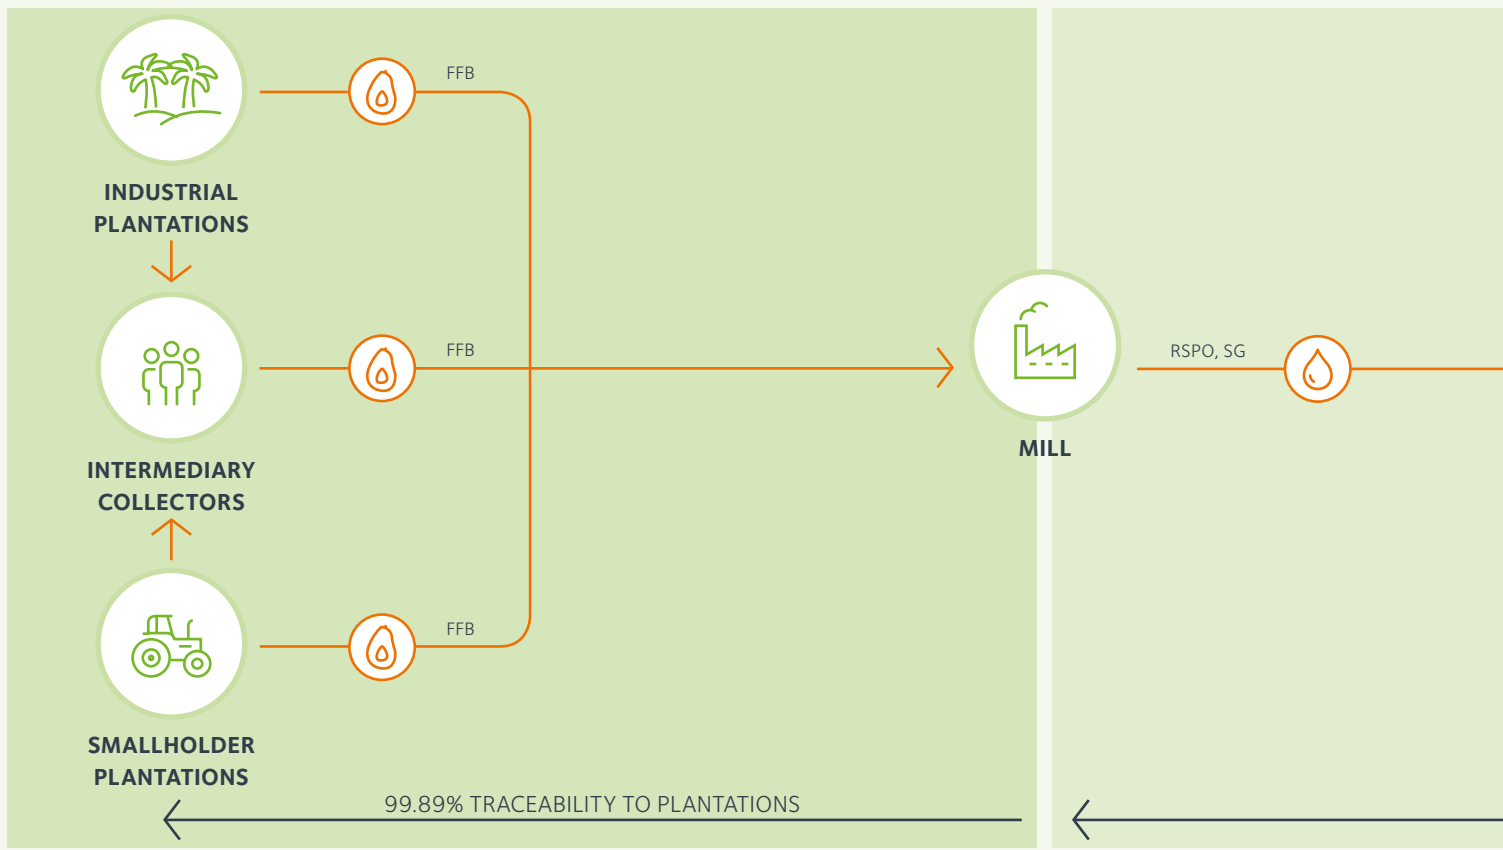 FFB
INDUSTRIAL
PLANTATIONS
FFB
INTERMEDIARY
COLLECTORS
RSPO, SG
MILL
FFB
SMALLHOLDER
PLANTATIONS
99.89% TRACEABILITY TO PLANTATIONS